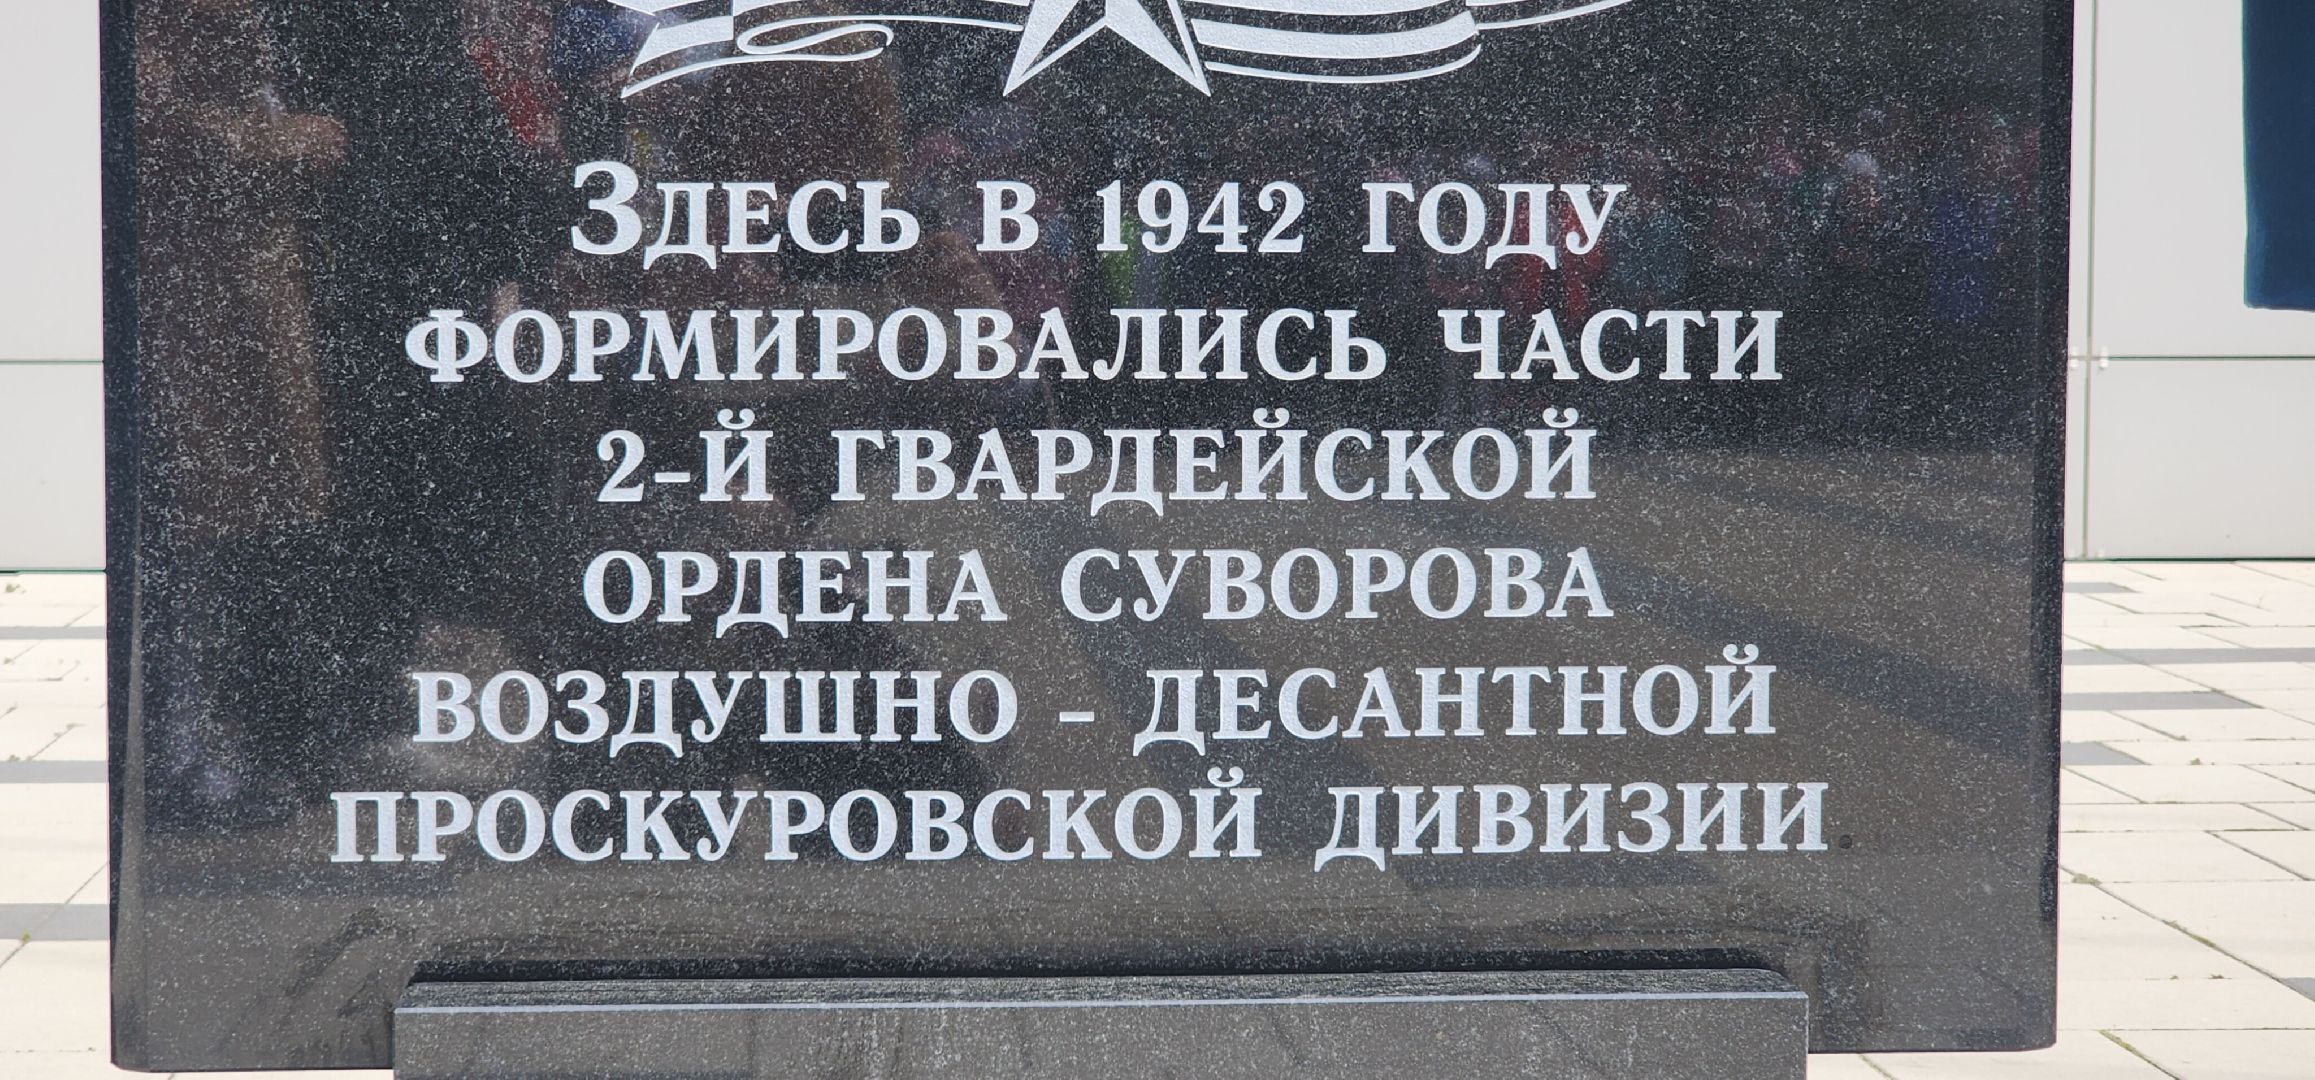 Здесь в 1942 году
формировались части
2-й гвардейской
ордена Суворова
воздушно - десантной
Проскуровской дивизии